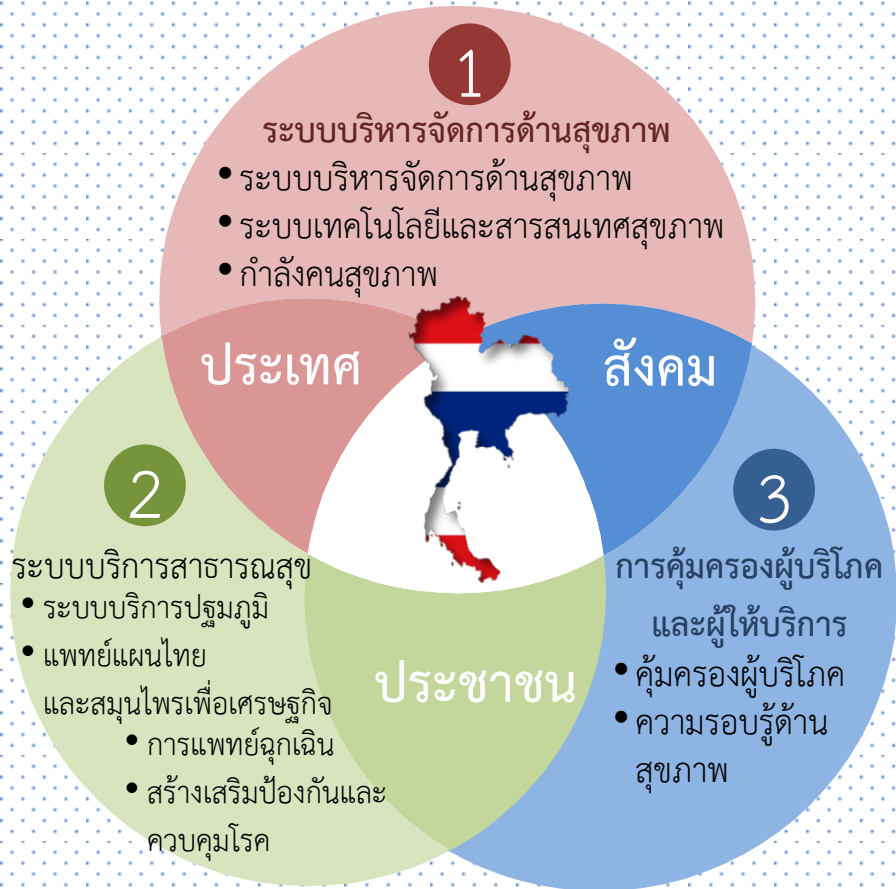 1
ระบบบริหารจัดการด้านสุขภาพ
• ระบบบริหารจัดการด้านสุขภาพ
• ระบบเทคโนโลยีและสารสนเทศสุขภาพ
• กำลังคนสุขภาพ
ประเทศ
สังคม
2
ระบบบริการสาธารณสุข
• ระบบบริการปฐมภูมิ
• แพทย์แผนไทย
และสมุนไพรเพื่อเศรษฐกิจ
• การแพทย์ฉุกเฉิน
• สร้างเสริมป้องกันและ
ควบคุมโรค
ประชาชน
3
การคุ้มครองผู้บริโภค
และผู้ให้บริการ
• คุ้มครองผู้บริโภค
• ความรอบรู้ด้าน
สุขภาพ